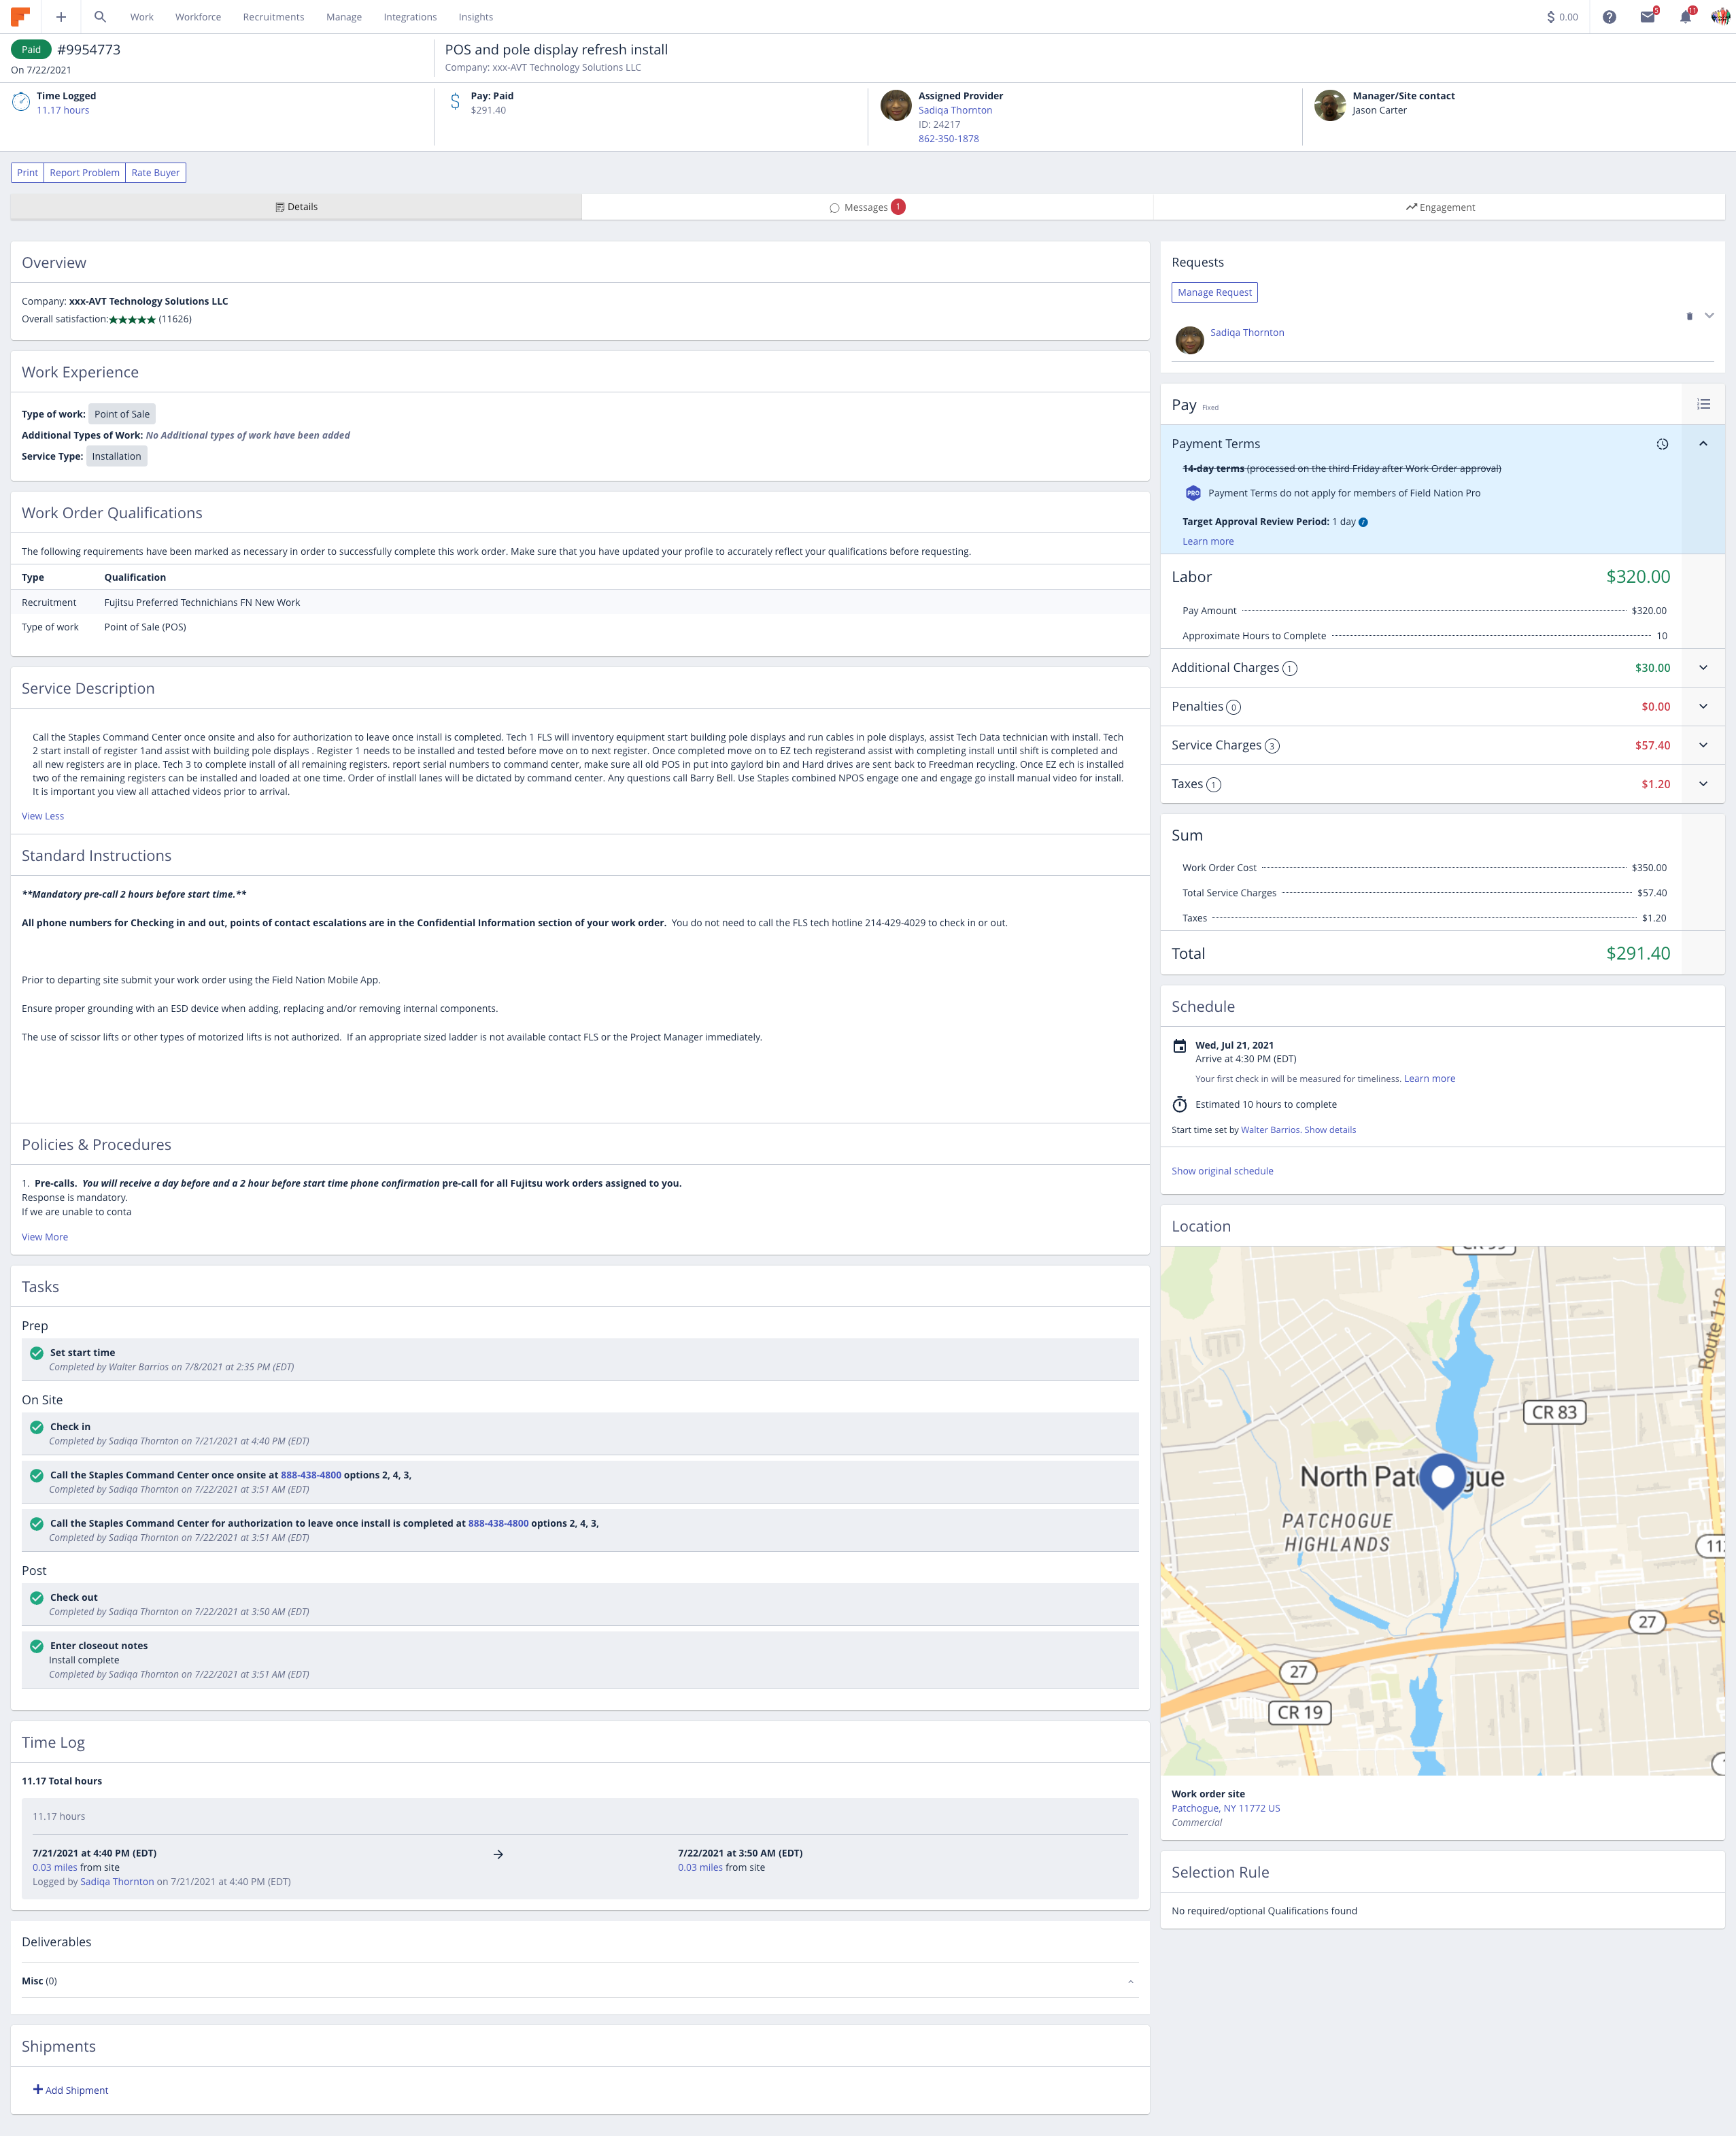 Work Workforce Recruitments Manage Integrations Insights
$ 0.00 5 11
Paid #9954773
On 7/22/2021
POS and pole display refresh install
Company: xxx-AVT Technology Solutions LLC
Time Logged
11.17 hours
Pay: Paid
$291.40
Assigned Provider
Sadiqa Thornton
ID: 24217
862-350-1878
Manager/Site contact
Jason Carter
Print Report Problem Rate Buyer
Details Messages 1 Engagement
Overview
Company: xxx-AVT Technology Solutions LLC
Overall satisfaction:★★★★★ (11626)
Work Experience
Type of work: Point of Sale
Additional Types of Work: No Additional types of work have been added
Service Type: Installation
Work Order Qualifications
The following requirements have been marked as necessary in order to successfully complete this work order. Make sure that you have updated your profile to accurately reflect your qualifications before requesting.
Type Qualification
Recruitment Fujitsu Preferred Technichians FN New Work
Type of work Point of Sale (POS)
Service Description
Call the Staples Command Center once onsite and also for authorization to leave once install is completed. Tech 1 FLS will inventory equipment start building pole displays and run cables in pole displays, assist Tech Data technician with install. Tech
2 start install of register 1and assist with building pole displays . Register 1 needs to be installed and tested before move on to next register. Once completed move on to EZ tech registerand assist with completing install until shift is completed and
all new registers are in place. Tech 3 to complete install of all remaining registers. report serial numbers to command center, make sure all old POS in put into gaylord bin and Hard drives are sent back to Freedman recycling. Once EZ ech is installed
two of the remaining registers can be installed and loaded at one time. Order of instlall lanes will be dictated by command center. Any questions call Barry Bell. Use Staples combined NPOS engage one and engage go install manual video for install.
It is important you view all attached videos prior to arrival.
View Less
Standard Instructions
**Mandatory pre-call 2 hours before start time.**
All phone numbers for Checking in and out, points of contact escalations are in the Confidential Information section of your work order. You do not need to call the FLS tech hotline 214-429-4029 to check in or out.
Prior to departing site submit your work order using the Field Nation Mobile App.
Ensure proper grounding with an ESD device when adding, replacing and/or removing internal components.
The use of scissor lifts or other types of motorized lifts is not authorized. If an appropriate sized ladder is not available contact FLS or the Project Manager immediately.
Policies & Procedures
1. Pre-calls. You will receive a day before and a 2 hour before start time phone confirmation pre-call for all Fujitsu work orders assigned to you.
Response is mandatory.
If we are unable to conta
View More
Tasks
Prep
Set start time
Completed by Walter Barrios on 7/8/2021 at 2:35 PM (EDT)
On Site
Check in
Completed by Sadiqa Thornton on 7/21/2021 at 4:40 PM (EDT)
Call the Staples Command Center once onsite at 888-438-4800 options 2, 4, 3,
Completed by Sadiqa Thornton on 7/22/2021 at 3:51 AM (EDT)
Call the Staples Command Center for authorization to leave once install is completed at 888-438-4800 options 2, 4, 3,
Completed by Sadiqa Thornton on 7/22/2021 at 3:51 AM (EDT)
Post
Check out
Completed by Sadiqa Thornton on 7/22/2021 at 3:50 AM (EDT)
Enter closeout notes
Install complete
Completed by Sadiqa Thornton on 7/22/2021 at 3:51 AM (EDT)
Time Log
11.17 Total hours
11.17 hours
7/21/2021 at 4:40 PM (EDT) 7/22/2021 at 3:50 AM (EDT)
0.03 miles from site 0.03 miles from site
Logged by Sadiqa Thornton on 7/21/2021 at 4:40 PM (EDT)
Deliverables
Misc (0)
Shipments
Add Shipment
Requests
Manage Request
Sadiqa Thornton
Pay Fixed
Payment Terms
14-day terms (processed on the third Friday after Work Order approval)
PRO Payment Terms do not apply for members of Field Nation Pro
Target Approval Review Period: 1 day
Learn more
Labor $320.00
Pay Amount $320.00
Approximate Hours to Complete 10
Additional Charges 1 $30.00
Penalties 0 $0.00
Service Charges 3 $57.40
Taxes 1 $1.20
Sum
Work Order Cost $350.00
Total Service Charges $57.40
Taxes $1.20
Total $291.40
Schedule
Wed, Jul 21, 2021
Arrive at 4:30 PM (EDT)
Your first check in will be measured for timeliness. Learn more
Estimated 10 hours to complete
Start time set by Walter Barrios. Show details
Show original schedule
Location
CR 99
Route 112
CR 83
North Pat gue
PATCHOGUE
HIGHLANDS
27
27
CR 19
Work order site
Patchogue, NY 11772 US
Commercial
Selection Rule
No required/optional Qualifications found